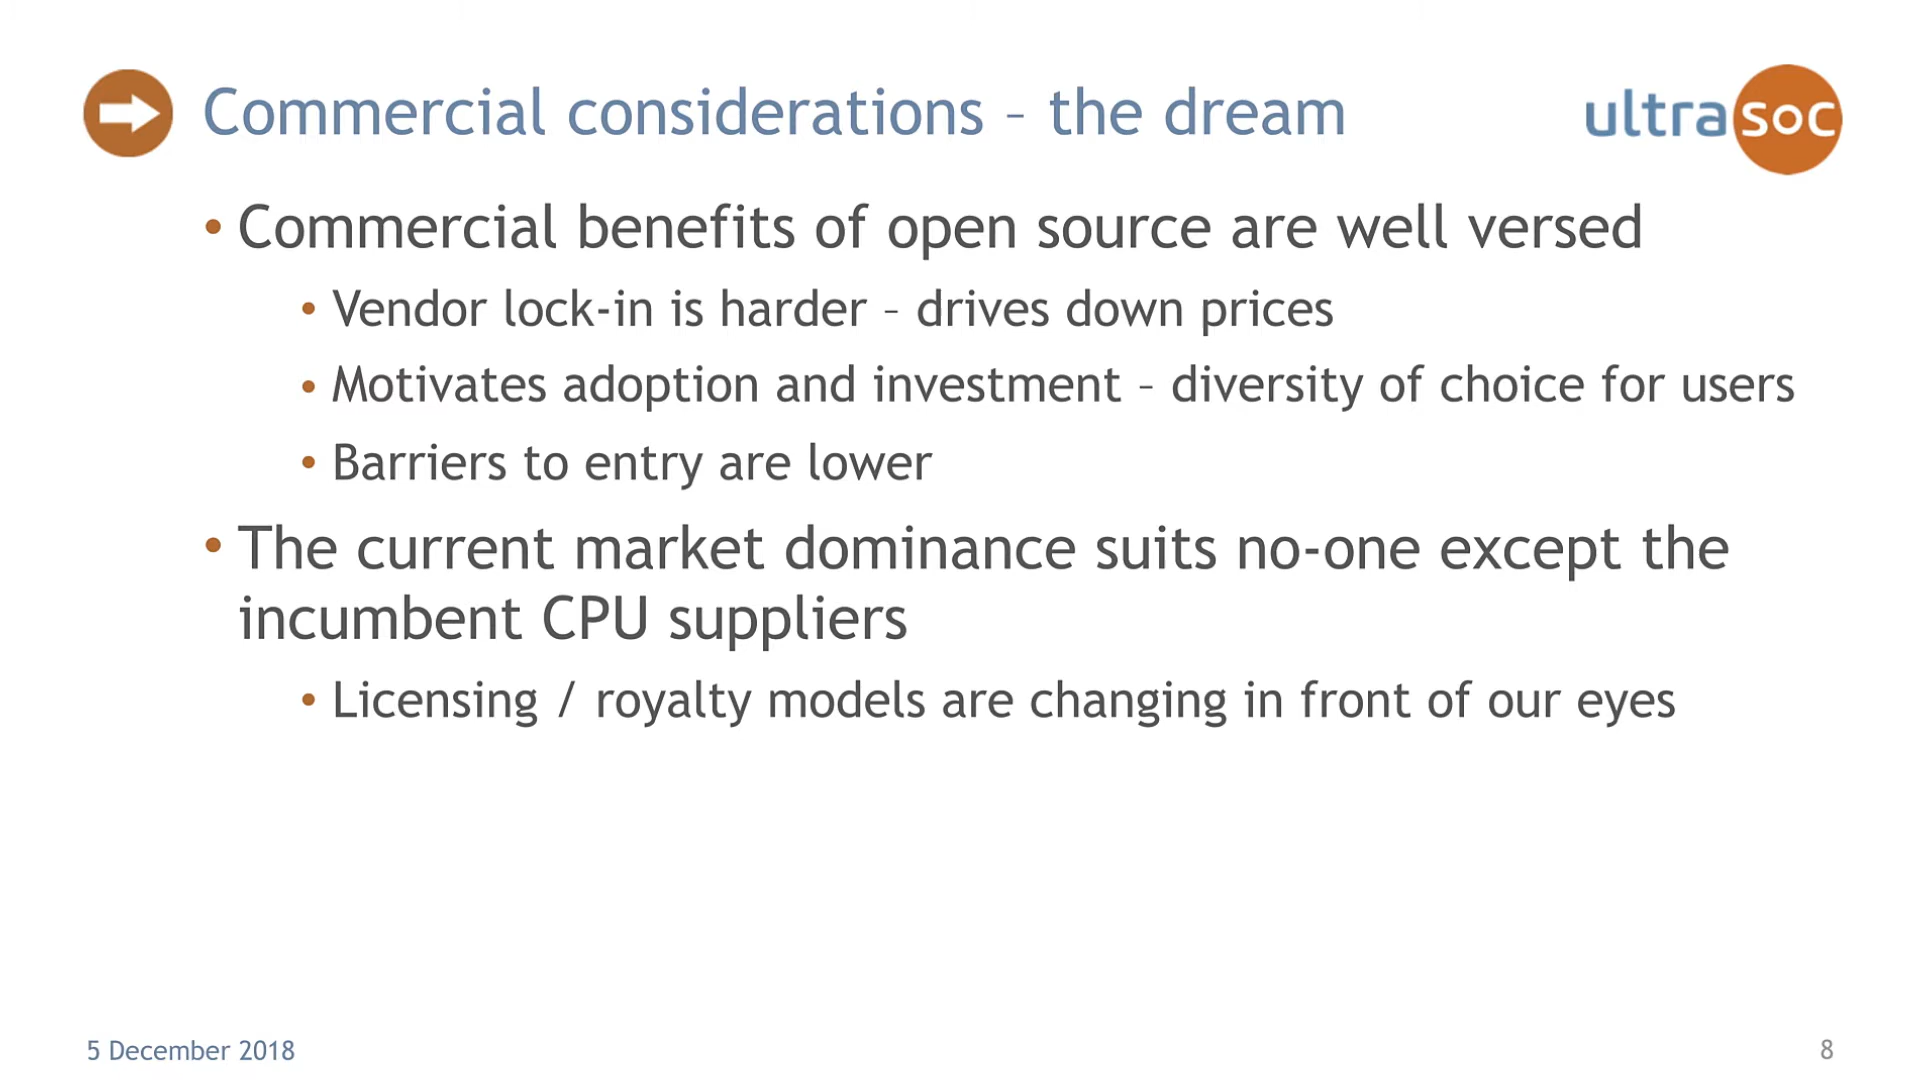 Commercial considerations – the dream
ultrasoc
• Commercial benefits of open source are well versed
• Vendor lock-in is harder – drives down prices
• Motivates adoption and investment – diversity of choice for users
• Barriers to entry are lower
• The current market dominance suits no-one except the
incumbent CPU suppliers
• Licensing / royalty models are changing in front of our eyes
5 December 2018
8